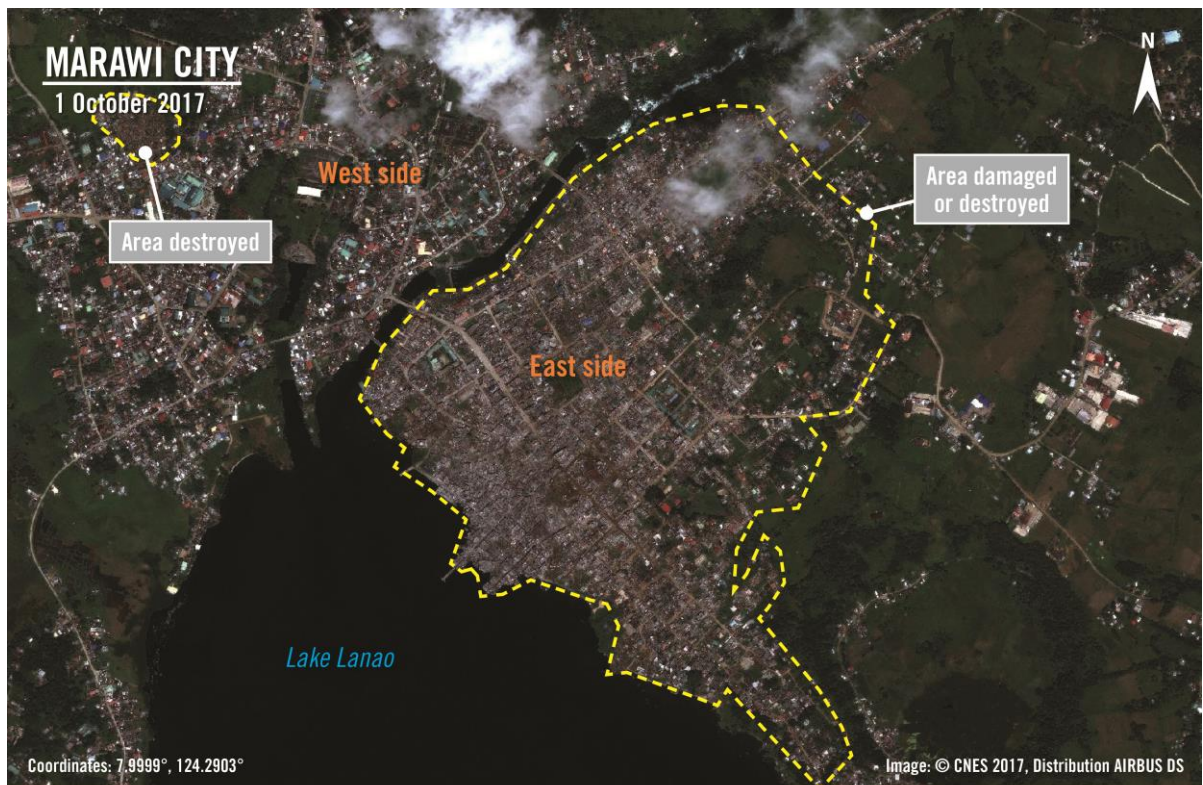 MARAWI CITY
1 October 2017
N
West side
Area damaged
or destroyed
Area destroyed
East side
Lake Lanao
Coordinates: 7.9999°, 124.2903°
Image: © CNES 2017, Distribution AIRBUS DS